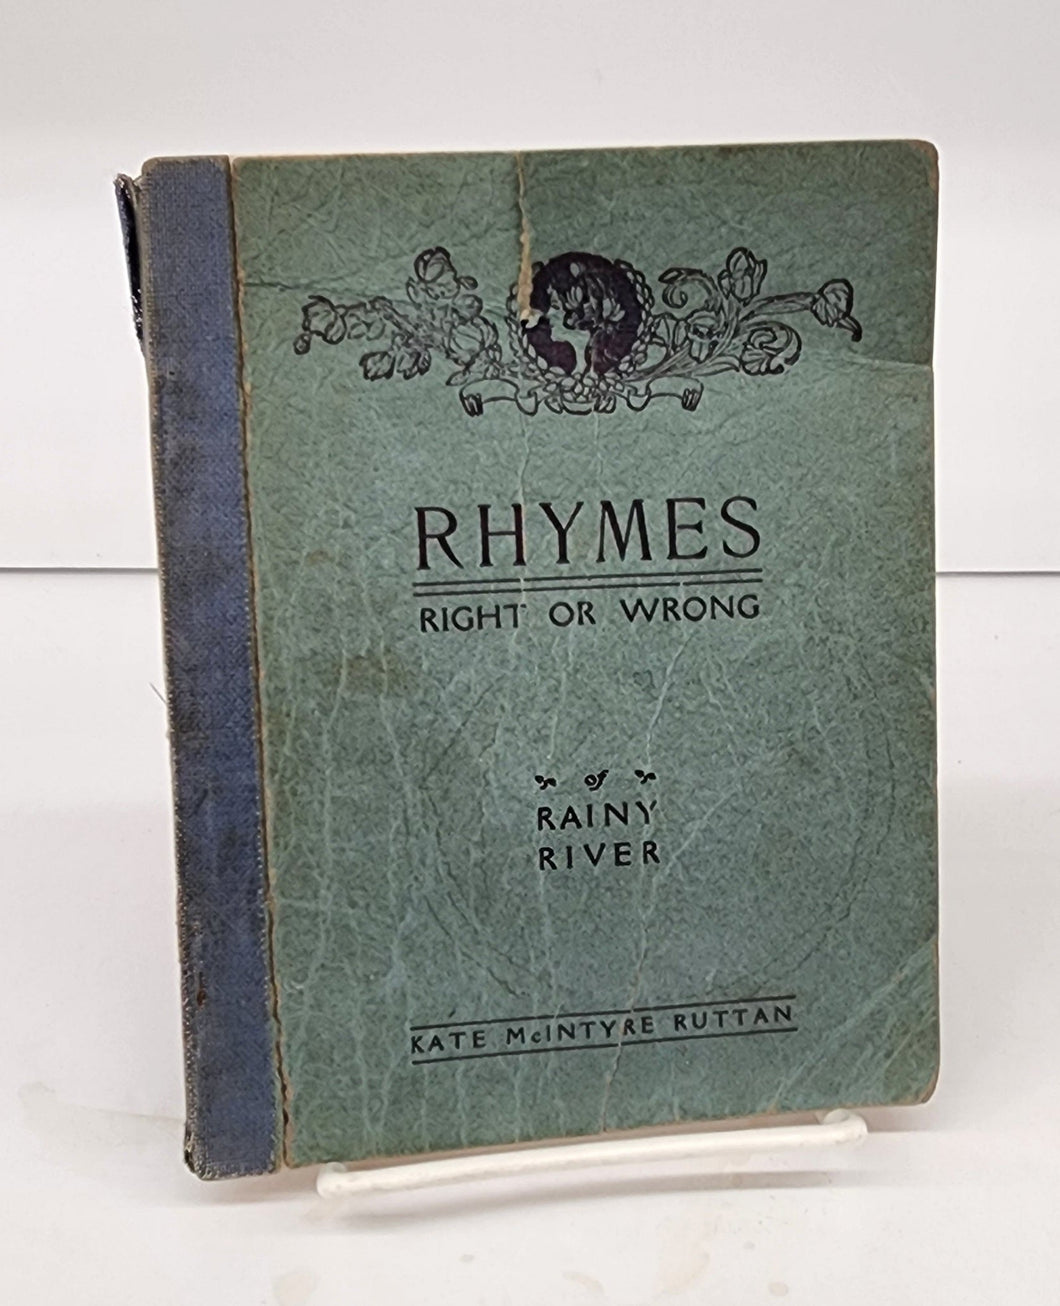 RHYMES
RIGHT OR WRONG
of
RAINY
RIVER
KATE McINTYRE RUTTAN